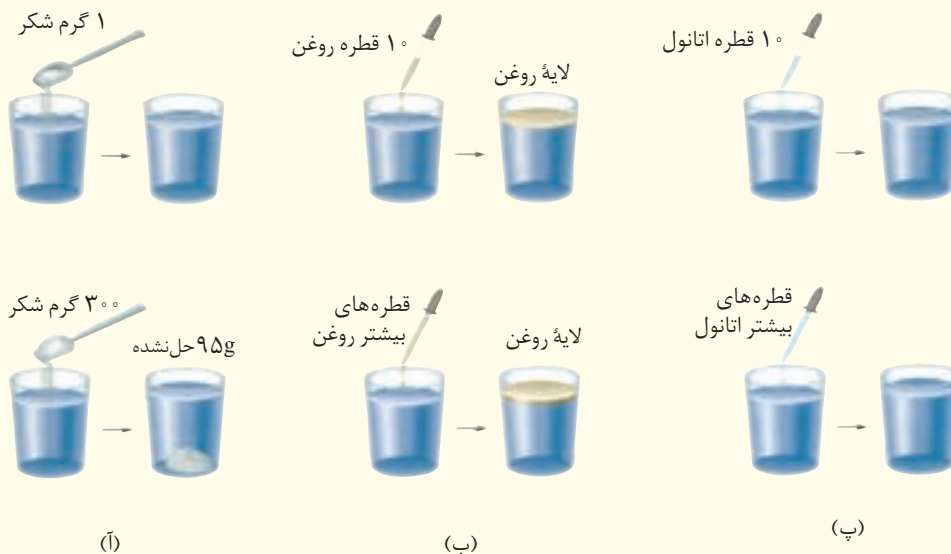 ۱۰ قطره اتانول
۱۰ قطره روغن
لایهٔ روغن
۱ گرم شکر
قطره‌های
بیشتر اتانول
قطره‌های
بیشتر روغن
لایهٔ روغن
۳۰۰ گرم شکر
۹۵g حل‌نشده
(پ)
(ب)
(آ)